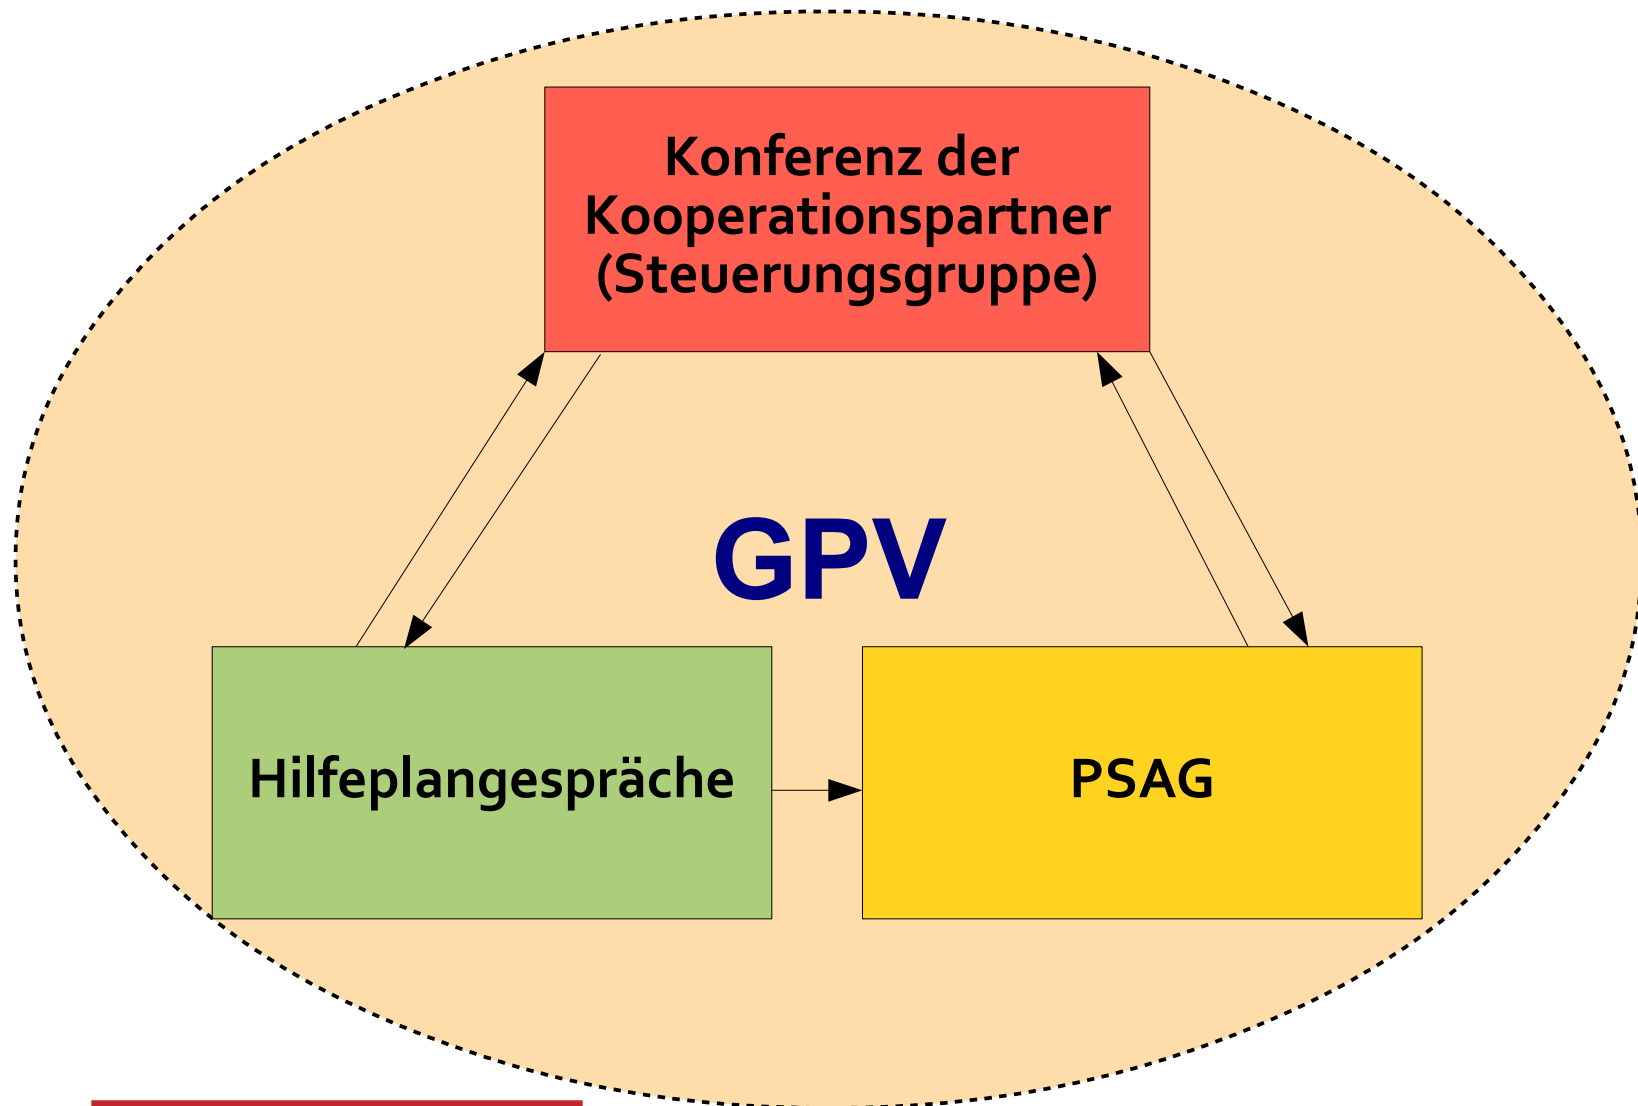 Konferenz der
Kooperationspartner
(Steuerungsgruppe)
GPV
Hilfeplangespräche
PSAG